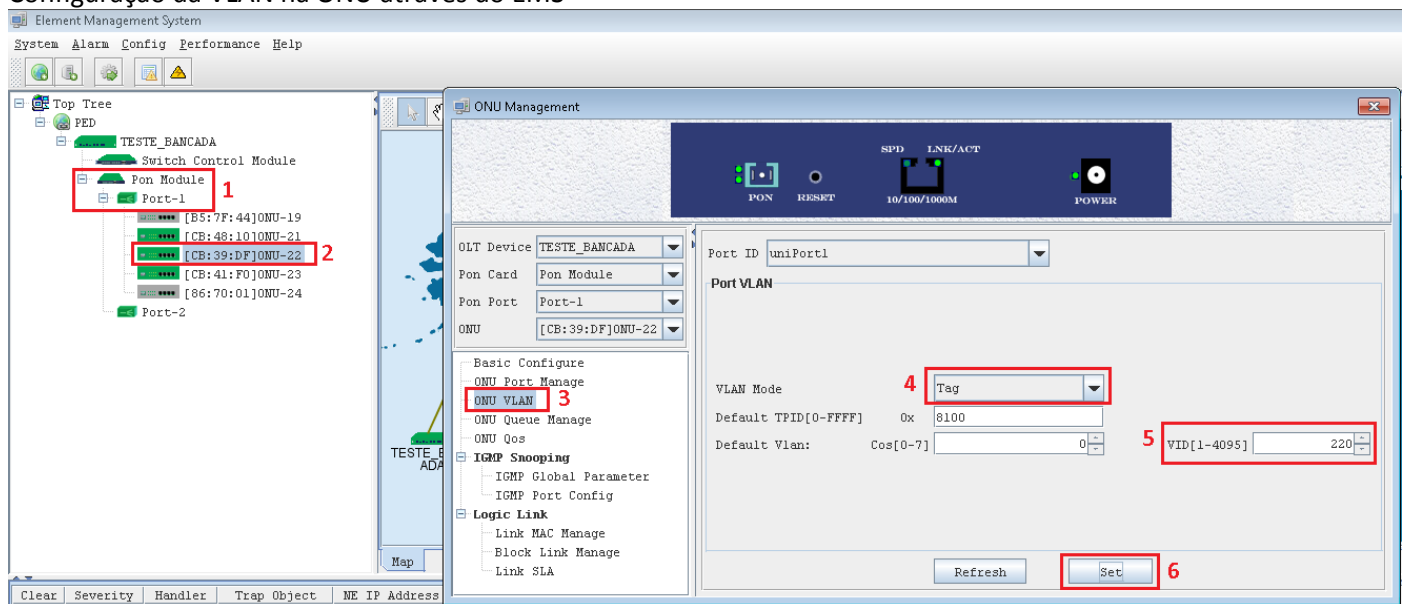 Configuração da VLAN na ONU através do EMS
Element Management System
System Alarm Config Performance Help
Top Tree
PED
TESTE_BANCADA
Switch Control Module
Pon Module
1
Port-1
[B5:7F:44]ONU-19
[CB:48:10]ONU-21
[CB:39:DF]ONU-22
2
[CB:41:F0]ONU-23
[86:70:01]ONU-24
Port-2
TESTE_B
ADA
Map
Clear Severity Handler Trap Object NE IP Address
ONU Management
SPD LNK/ACT
PON RESET 10/100/1000M POWER
OLT Device TESTE_BANCADA
Pon Card Pon Module
Pon Port Port-1
ONU [CB:39:DF]ONU-22
Basic Configure
ONU Port Manage
ONU VLAN 3
ONU Queue Manage
ONU Qos
IGMP Snooping
IGMP Global Parameter
IGMP Port Config
Logic Link
Link MAC Manage
Block Link Manage
Link SLA
Port ID uniPort1
Port VLAN
VLAN Mode 4 Tag
Default TPID[0-FFFF] 0x 8100
Default Vlan: Cos[0-7] 0 5 VID[1-4095] 220
Refresh Set 6